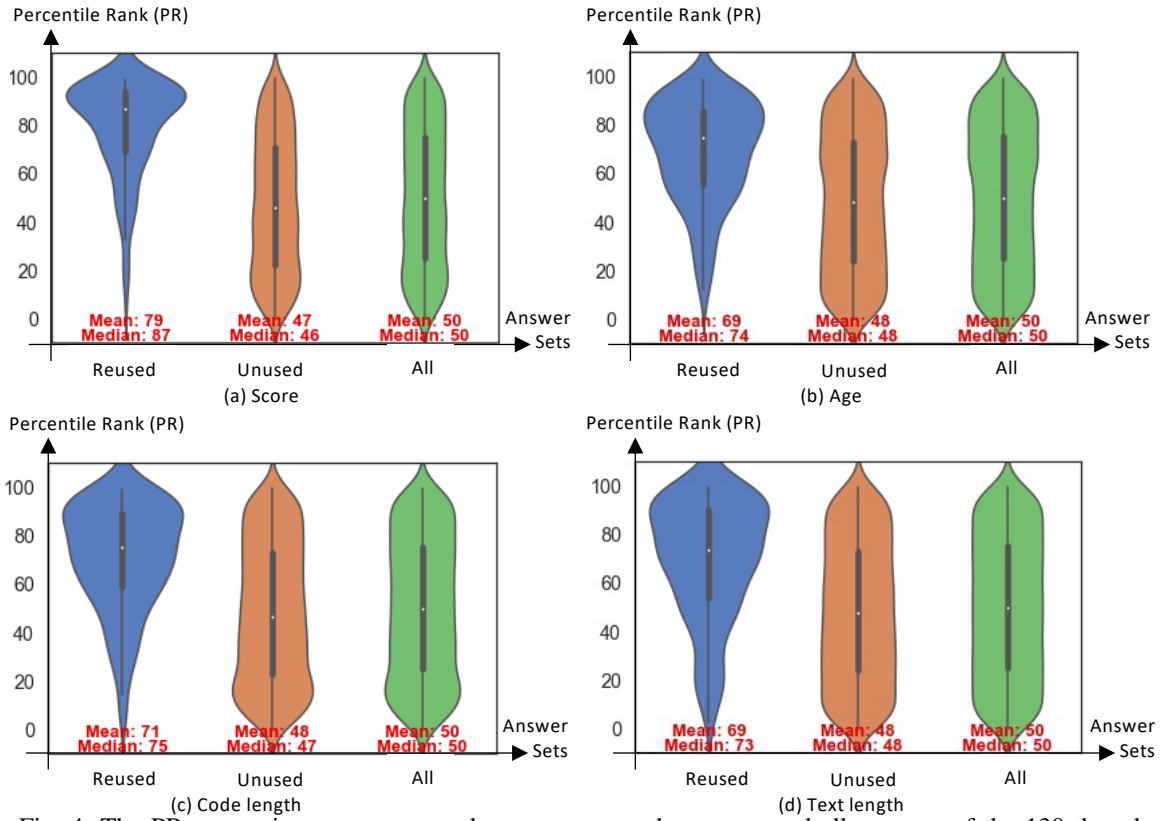 Percentile Rank (PR)
100
80
60
40
20
0
Mean: 79
Median: 87
Mean: 47
Median: 46
Mean: 50
Median: 50
Answer
Sets
Reused
Unused
All
(a) Score
Percentile Rank (PR)
100
80
60
40
20
0
Mean: 69
Median: 74
Mean: 48
Median: 48
Mean: 50
Median: 50
Answer
Sets
Reused
Unused
All
(b) Age
Percentile Rank (PR)
100
80
60
40
20
0
Mean: 71
Median: 75
Mean: 48
Median: 47
Mean: 50
Median: 50
Answer
Sets
Reused
Unused
All
(c) Code length
Percentile Rank (PR)
100
80
60
40
20
0
Mean: 69
Median: 73
Mean: 48
Median: 48
Mean: 50
Median: 50
Answer
Sets
Reused
Unused
All
(d) Text length